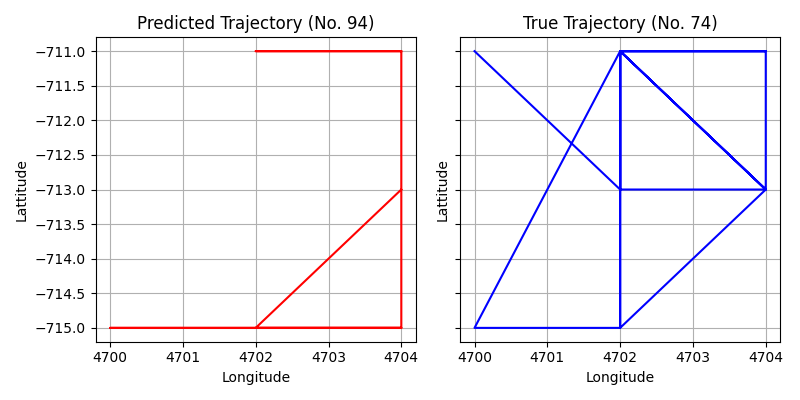 Predicted Trajectory (No. 94)
True Trajectory (No. 74)
−711.0
−711.5
−712.0
−712.5
−713.0
−713.5
−714.0
−714.5
−715.0
Lattitude
Lattitude
4700 4701 4702 4703 4704
4700 4701 4702 4703 4704
Longitude
Longitude